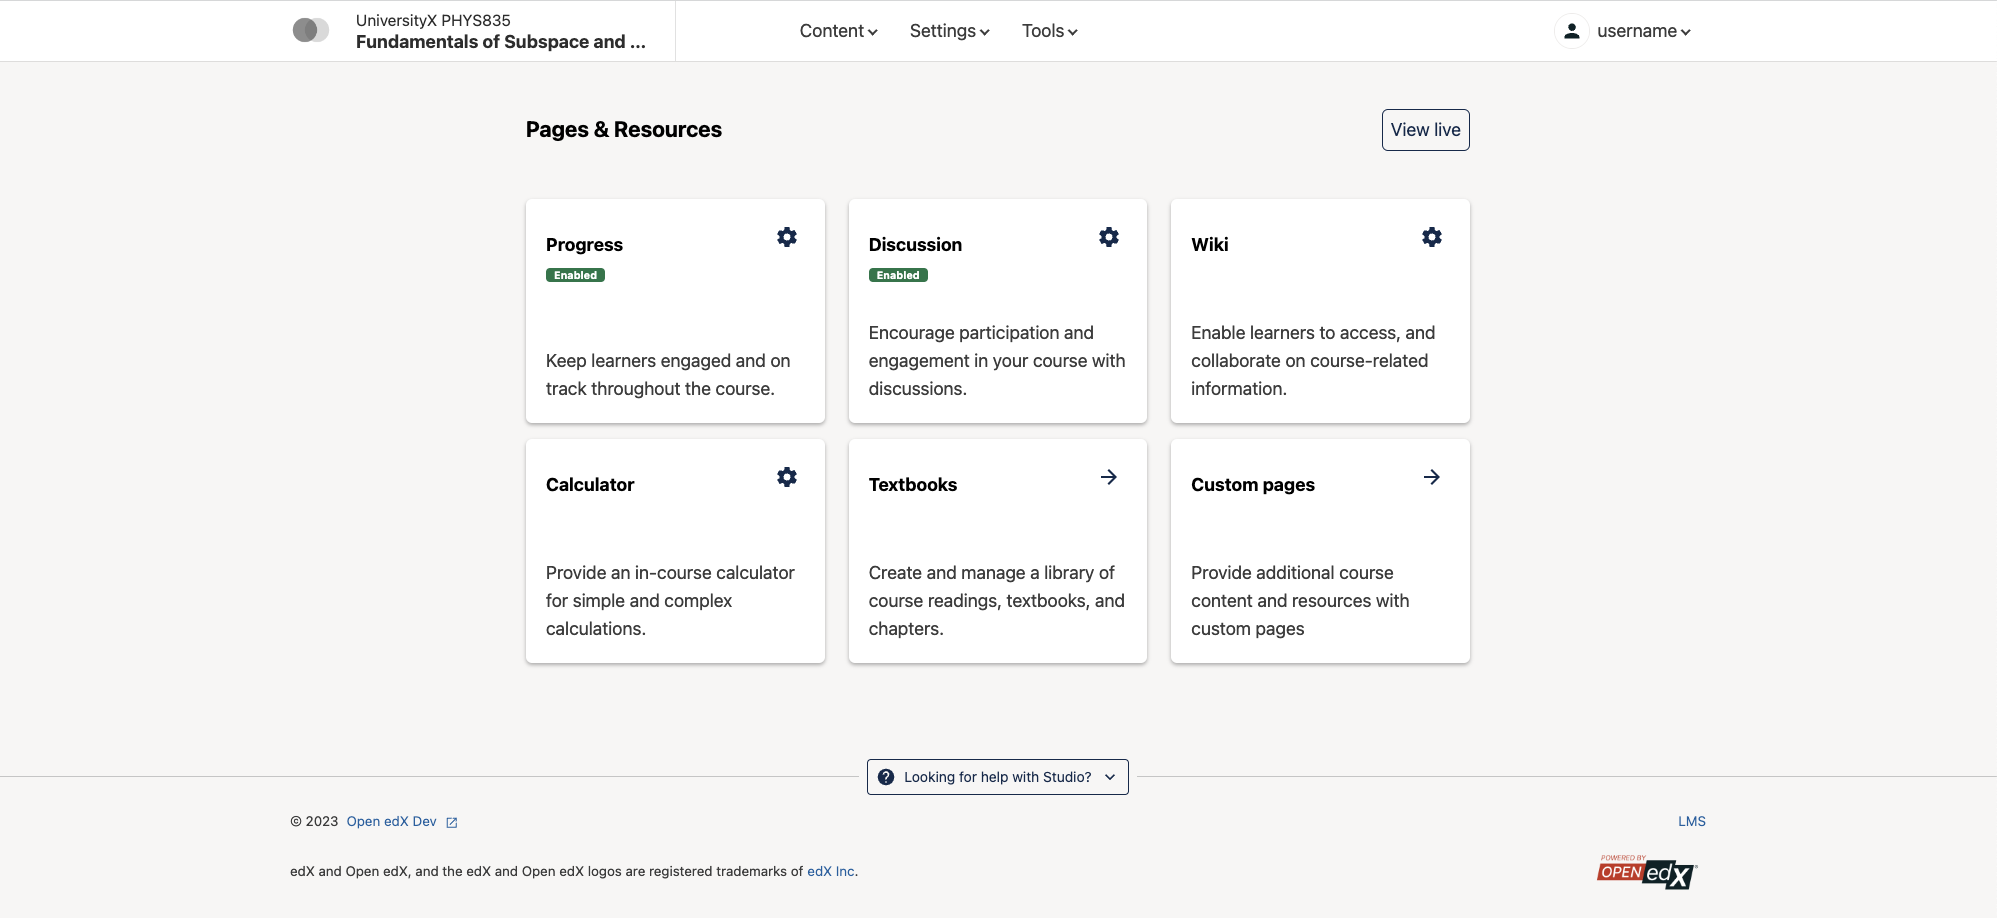 UniversityX PHYS835
Fundamentals of Subspace and ...
Content
Settings
Tools
username
Pages & Resources
View live
Progress
Enabled
Keep learners engaged and on
track throughout the course.
Discussion
Enabled
Encourage participation and
engagement in your course with
discussions.
Wiki
Enable learners to access, and
collaborate on course-related
information.
Calculator
Provide an in-course calculator
for simple and complex
calculations.
Textbooks
Create and manage a library of
course readings, textbooks, and
chapters.
Custom pages
Provide additional course
content and resources with
custom pages
Looking for help with Studio?
© 2023 Open edX Dev
LMS
edX and Open edX, and the edX and Open edX logos are registered trademarks of edX Inc.
POWERED BY
OPEN edX®